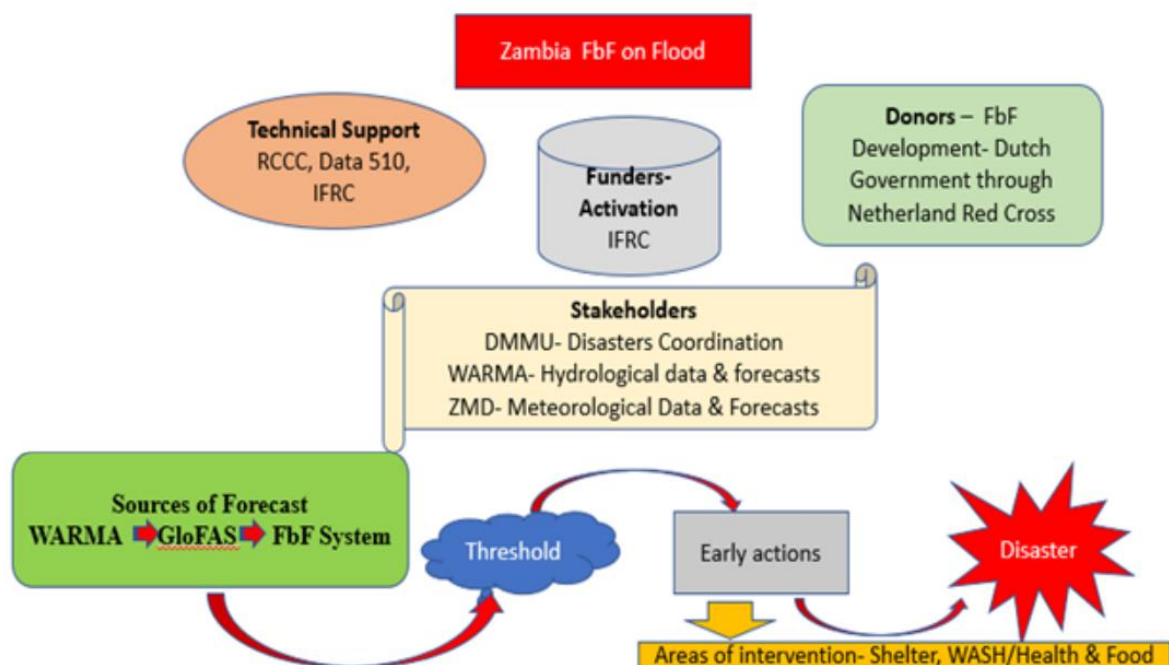 Zambia FbF on Flood
Technical Support
RCCC, Data 510,
IFRC
Funders-
Activation
IFRC
Donors – FbF
Development- Dutch
Government through
Netherland Red Cross
Stakeholders
DMMU- Disasters Coordination
WARMA- Hydrological data & forecasts
ZMD- Meteorological Data & Forecasts
Sources of Forecast
WARMA GloFAS FbF System
Threshold
Early actions
Disaster
Areas of intervention- Shelter, WASH/Health & Food